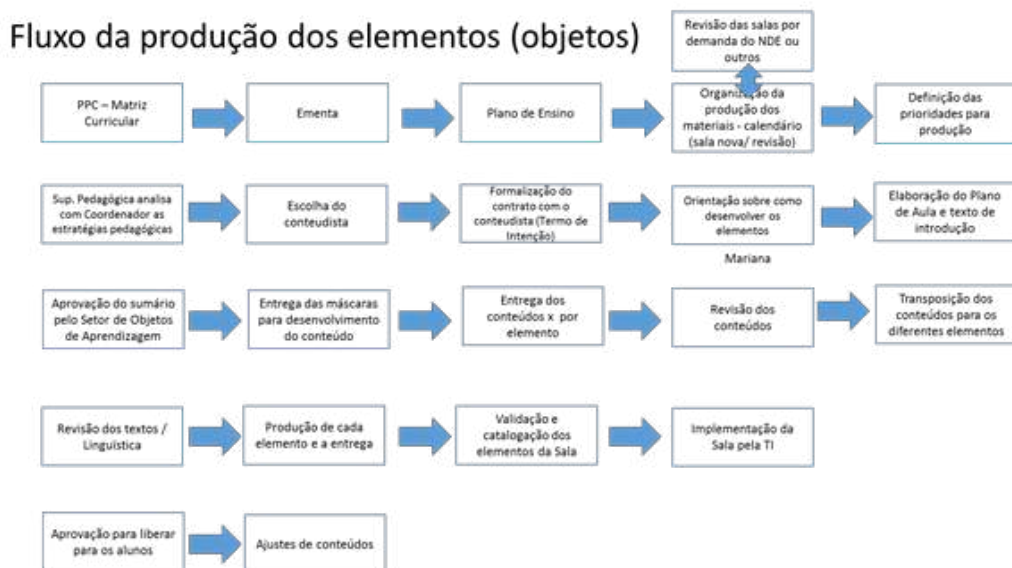 Fluxo da produção dos elementos (objetos)
Revisão das salas por
demanda do NDE ou
outros
PPC – Matriz
Curricular
Ementa
Plano de Ensino
Organização da
produção dos
materiais - calendário
(sala nova/ revisão)
Definição das
prioridades para
produção
Sup. Pedagógica analisa
com Coordenador as
estratégias pedagógicas
Escolha do
conteudista
Formalização do
contrato com o
conteudista (Termo de
Intenção)
Orientação sobre como
desenvolver os
elementos
Elaboração do Plano
de Aula e texto de
introdução
Mariana
Aprovação do sumário
pelo Setor de Objetos
de Aprendizagem
Entrega das máscaras
para desenvolvimento
do conteúdo
Entrega dos
conteúdos x por
elemento
Revisão dos
conteúdos
Transposição dos
conteúdos para os
diferentes elementos
Revisão dos textos /
Linguística
Produção de cada
elemento e a entrega
Validação e
catalogação dos
elementos da Sala
Implementação da
Sala pela TI
Aprovação para liberar
para os alunos
Ajustes de conteúdos